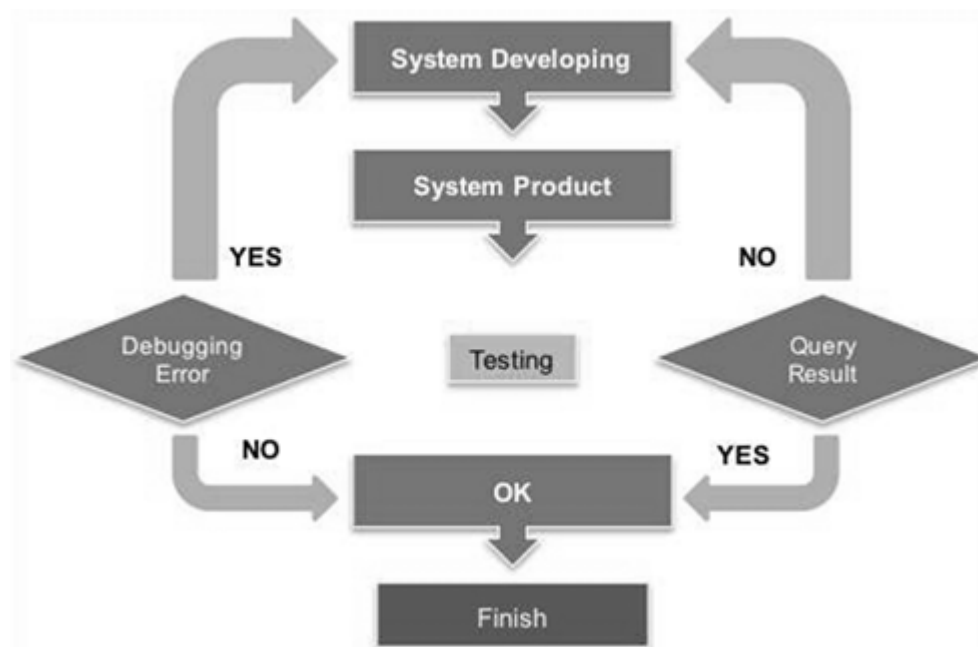 System Developing
System Product
YES
NO
Debugging
Error
Testing
Query
Result
NO
YES
OK
Finish